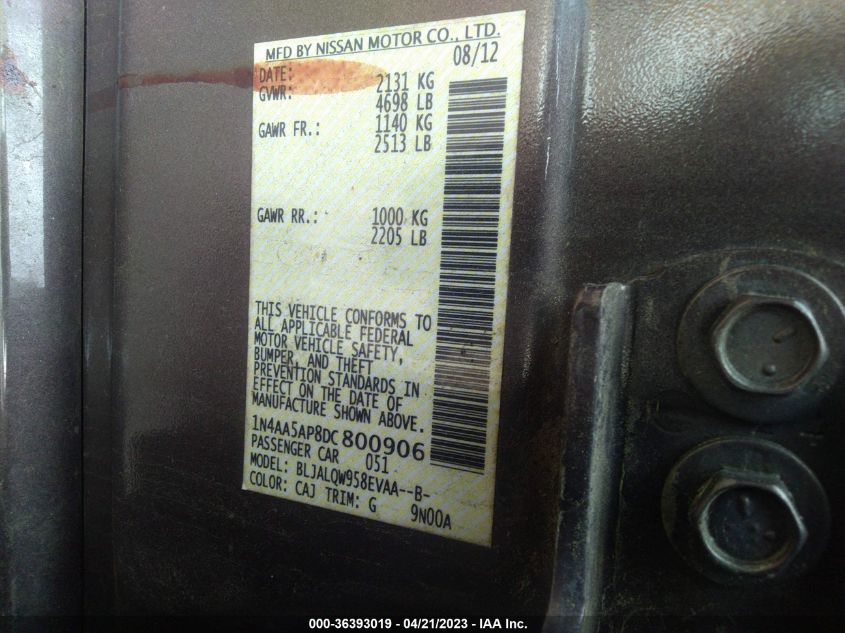 MFD BY NISSAN MOTOR CO., LTD.
DATE: 08/12
GVWR: 2131 KG
4698 LB
GAWR FR.: 1140 KG
2513 LB
GAWR RR.: 1000 KG
2205 LB
THIS VEHICLE CONFORMS TO
ALL APPLICABLE FEDERAL
MOTOR VEHICLE SAFETY,
BUMPER, AND THEFT
PREVENTION STANDARDS IN
EFFECT ON THE DATE OF
MANUFACTURE SHOWN ABOVE.
1N4AA5AP8DC800906
PASSENGER CAR 051
MODEL: BLJALQW958EVAA--B-
COLOR: CAJ TRIM: G 9N00A
000-36393019 - 04/21/2023 - IAA Inc.